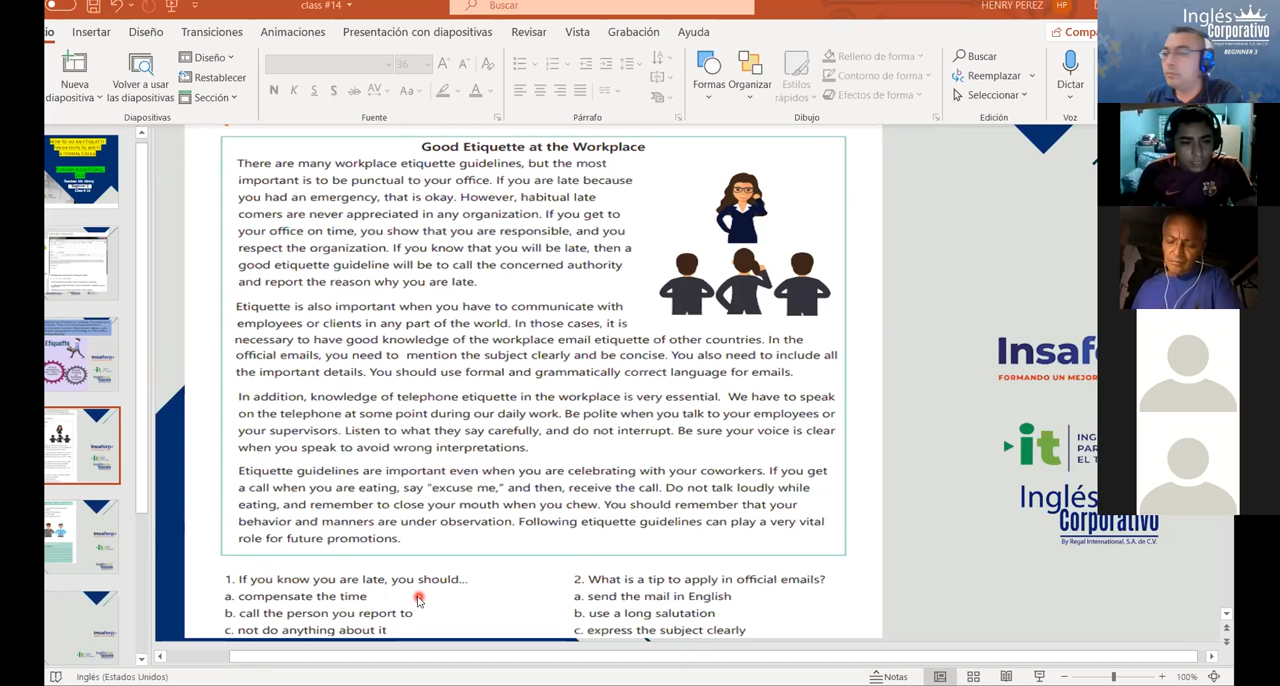 class #14
Buscar
HENRY PEREZ
HP
Insertar
Diseño
Transiciones
Animaciones
Presentación con diapositivas
Revisar
Vista
Grabación
Ayuda
Nueva
diapositiva
Volver a usar
las diapositivas
Diseño
Restablecer
Sección
Diapositivas
36
Fuente
Párrafo
Formas
Organizar
Estilos
rápidos
Relleno de forma
Contorno de forma
Efectos de forma
Dibujo
Buscar
Reemplazar
Seleccionar
Edición
Dictar
Voz
Inglés
Corporativo
BEGINNER 3
Good Etiquette at the Workplace
There are many workplace etiquette guidelines, but the most
important is to be punctual to your office. If you are late because
you had an emergency, that is okay. However, habitual late
comers are never appreciated in any organization. If you get to
your office on time, you show that you are responsible, and you
respect the organization. If you know that you will be late, then a
good etiquette guideline will be to call the concerned authority
and report the reason why you are late.
Etiquette is also important when you have to communicate with
employees or clients in any part of the world. In those cases, it is
necessary to have good knowledge of the workplace email etiquette of other countries. In the
official emails, you need to mention the subject clearly and be concise. You also need to include all
the important details. You should use formal and grammatically correct language for emails.
In addition, knowledge of telephone etiquette in the workplace is very essential. We have to speak
on the telephone at some point during our daily work. Be polite when you talk to your employees or
your supervisors. Listen to what they say carefully, and do not interrupt. Be sure your voice is clear
when you speak to avoid wrong interpretations.
Etiquette guidelines are important even when you are celebrating with your coworkers. If you get
a call when you are eating, say “excuse me,” and then, receive the call. Do not talk loudly while
eating, and remember to close your mouth when you chew. You should remember that your
behavior and manners are under observation. Following etiquette guidelines can play a very vital
role for future promotions.
1. If you know you are late, you should...
a. compensate the time
b. call the person you report to
c. not do anything about it
2. What is a tip to apply in official emails?
a. send the mail in English
b. use a long salutation
c. express the subject clearly
it
Inglés
Corporativo
By Regal International, S.A. de C.V.
Inglés (Estados Unidos)
Notas
100%